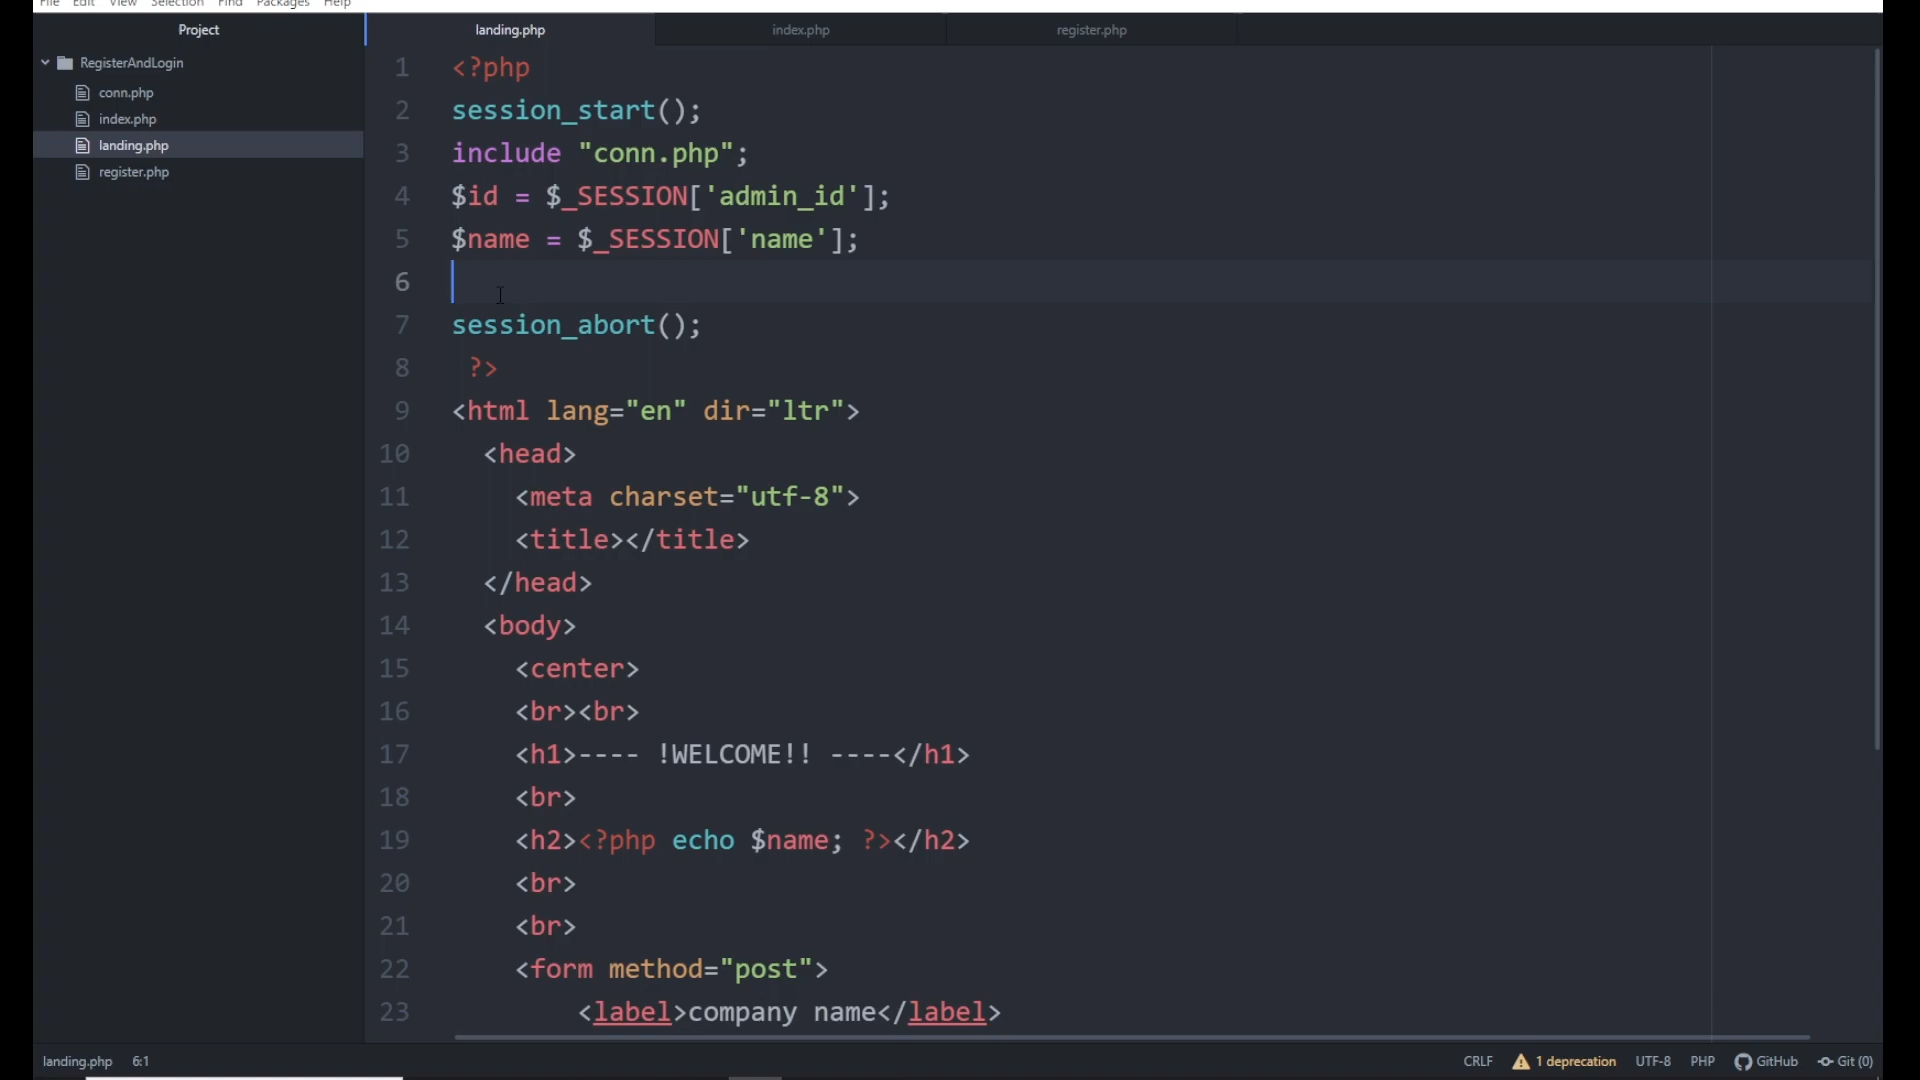 File Edit View Selection Find Packages Help
Project
landing.php index.php register.php
RegisterAndLogin
conn.php
index.php
landing.php
register.php
1 <?php
2 session_start();
3 include "conn.php";
4 $id = $_SESSION['admin_id'];
5 $name = $_SESSION['name'];
6
7 session_abort();
8 ?>
9 <html lang="en" dir="ltr">
10 <head>
11 <meta charset="utf-8">
12 <title></title>
13 </head>
14 <body>
15 <center>
16 <br><br>
17 <h1>---- !WELCOME!! ----</h1>
18 <br>
19 <h2><?php echo $name; ?></h2>
20 <br>
21 <br>
22 <form method="post">
23 <label>company name</label>
landing.php 6:1 CRLF 1 deprecation UTF-8 PHP GitHub Git (0)